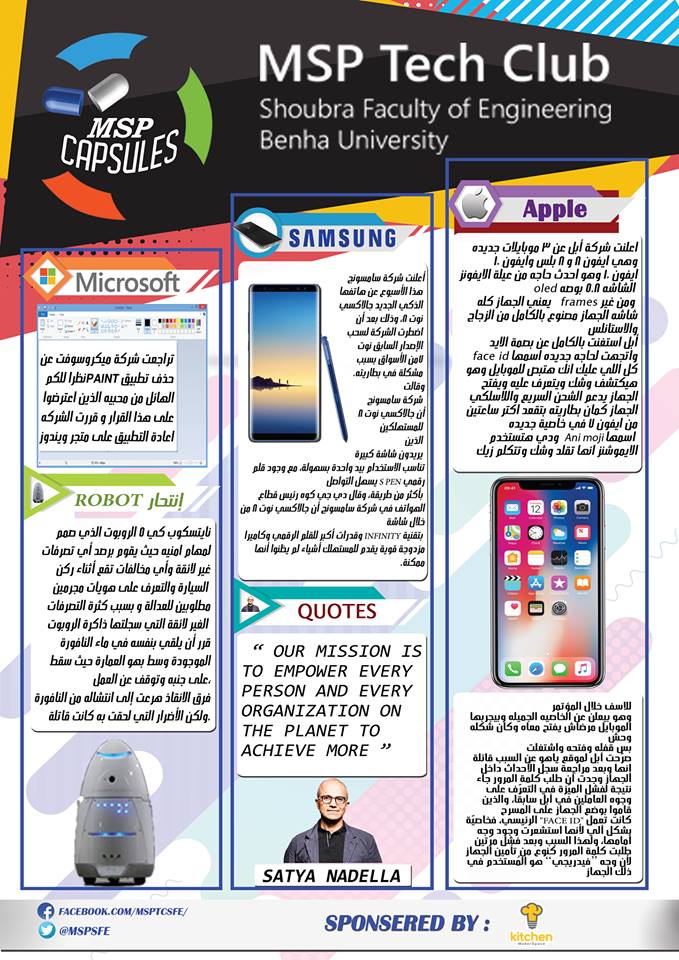 MSP Tech Club
Shoubra Faculty of Engineering
Benha University
MSP
CAPSULES
Microsoft
تراجعت شركة ميكروسوفت عن
حذف تطبيق PAINT نظرا للكم
الهائل من محبيه الذين اعترضوا
على هذا القرار و قررت الشركه
اعادة التطبيق على متجر ويندوز
إنتحار ROBOT
نايتسكوب كي ٥ الروبوت الذي صمم
لمهام امنيه حيث يقوم برصد أي تصرفات
غير لائقة وأي مخالفات تقع أثناء ركن
السيارة والتعرف على هويات مجرمين
مطلوبين للعدالة و بسبب كثرة التصرفات
الغير لائقة التي سجلتها ذاكرة الروبوت
قرر أن يلقي بنفسه في ماء النافورة
الموجودة وسط بهو العمارة حيث سقط
،على جنبه وتوقف عن العمل
فرق الانقاذ هرعت إلى انتشاله من النافورة
.ولكن الأضرار التي لحقت به كانت قاتلة
SAMSUNG
أعلنت شركة سامسونج
هذا الأسبوع عن هاتفها
الذكي الجديد جالاكسي
نوت ٨، وذلك بعد أن
اضطرت الشركة لسحب
الإصدار السابق نوت
٧من الأسواق بسبب
مشكلة في بطاريته.
وقالت
شركة سامسونج
أن جالاكسي نوت ٨
للمستهلكين
الذين
يريدون شاشة كبيرة
تناسب الاستخدام بيد واحدة بسهولة، مع وجود قلم
رقمي S PEN يسهل التواصل
بأكثر من طريقة، وقال دي جي كوه رئيس قطاع
الهواتف في شركة سامسونج أن جالاكسي نوت ٨ من
خلال شاشة
بتقنية INFINITY وقدرات أكبر للقلم الرقمي وكاميرا
مزدوجة قوية يقدم للمستهلك أشياء لم يظنوا أنها
ممكنة.
QUOTES
“ OUR MISSION IS
TO EMPOWER EVERY
PERSON AND EVERY
ORGANIZATION ON
THE PLANET TO
ACHIEVE MORE ”
SATYA NADELLA
Apple
اعلنت شركة أبل عن ٣ موبايلات جديده
وهي ايفون ٨ و ٨ بلس وايفون ١٠
ايفون ١٠ وهو احدث حاجه من عيلة الايفونز
الشاشه ٥.٨ بوصه oled
ومن غير frames يعني الجهاز كله
شاشه الجهاز مصنوع بالكامل من الزجاج
والاستانلس
أبل استغنت بالكامل عن بصمة الايد
واتجهت لحاجه جديده اسمها face id
كل اللي عليك انك هتبص للموبايل وهو
هيكتشف وشك ويتعرف عليه ويفتح
الجهاز يدعم الشحن السريع واللاسلكي
الجهاز كمان بطاريته بتقعد اكتر ساعتين
من ايفون ٧ في خاصية جديده
اسمها Ani moji ودي هتستخدم
الايموشنز انها تقلد وشك وتتكلم زيك
09:41
للاسف خلال المؤتمر
وهو بيعلن عن الخاصيه الجميله وبيجربها
الموبايل مرضاش يفتح معاه وكأن شكله
وحش
بس قفله وفتحه واشتغلت
صرحت أبل لموقع ياهو عن السبب قائلة
انها وبعد مراجعة سجل الأحداث داخل
الجهاز وجدت أن طلب كلمة المرور جاء
نتيجة لفشل الميزة في التعرف على
وجوه العاملين في أبل سابقا، والذين
قاموا بوضع الجهاز على المسرح
كانت تعمل "FACE ID" الرئيسي، فخاصيّة
بشكل آلي لأنها استشعرت وجود وجه
أمامها، ولهذا السبب وبعد فشل مرتين
طلبت كلمة المرور كنوع من تأمين الجهاز
لأن وجه "فيدريجي" هو المستخدم في
ذلك الجهاز
FACEBOOK.COM/MSPTCSFE/
@MSPSFE
SPONSERED BY :
kitchen
MakerSpace